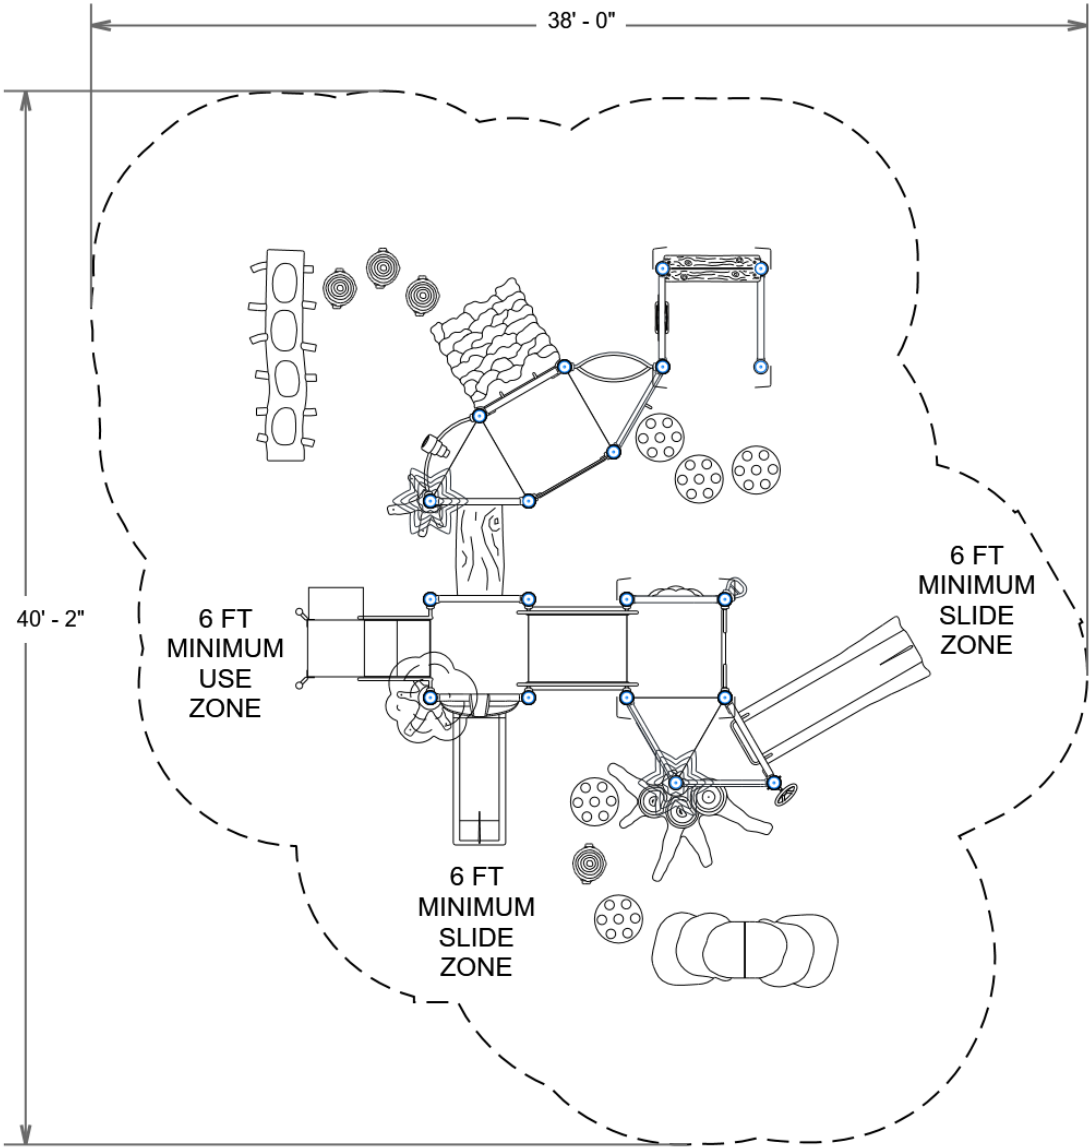 38' - 0"
6 FT
MINIMUM
SLIDE
ZONE
40' - 2"
6 FT
MINIMUM
USE
ZONE
6 FT
MINIMUM
SLIDE
ZONE